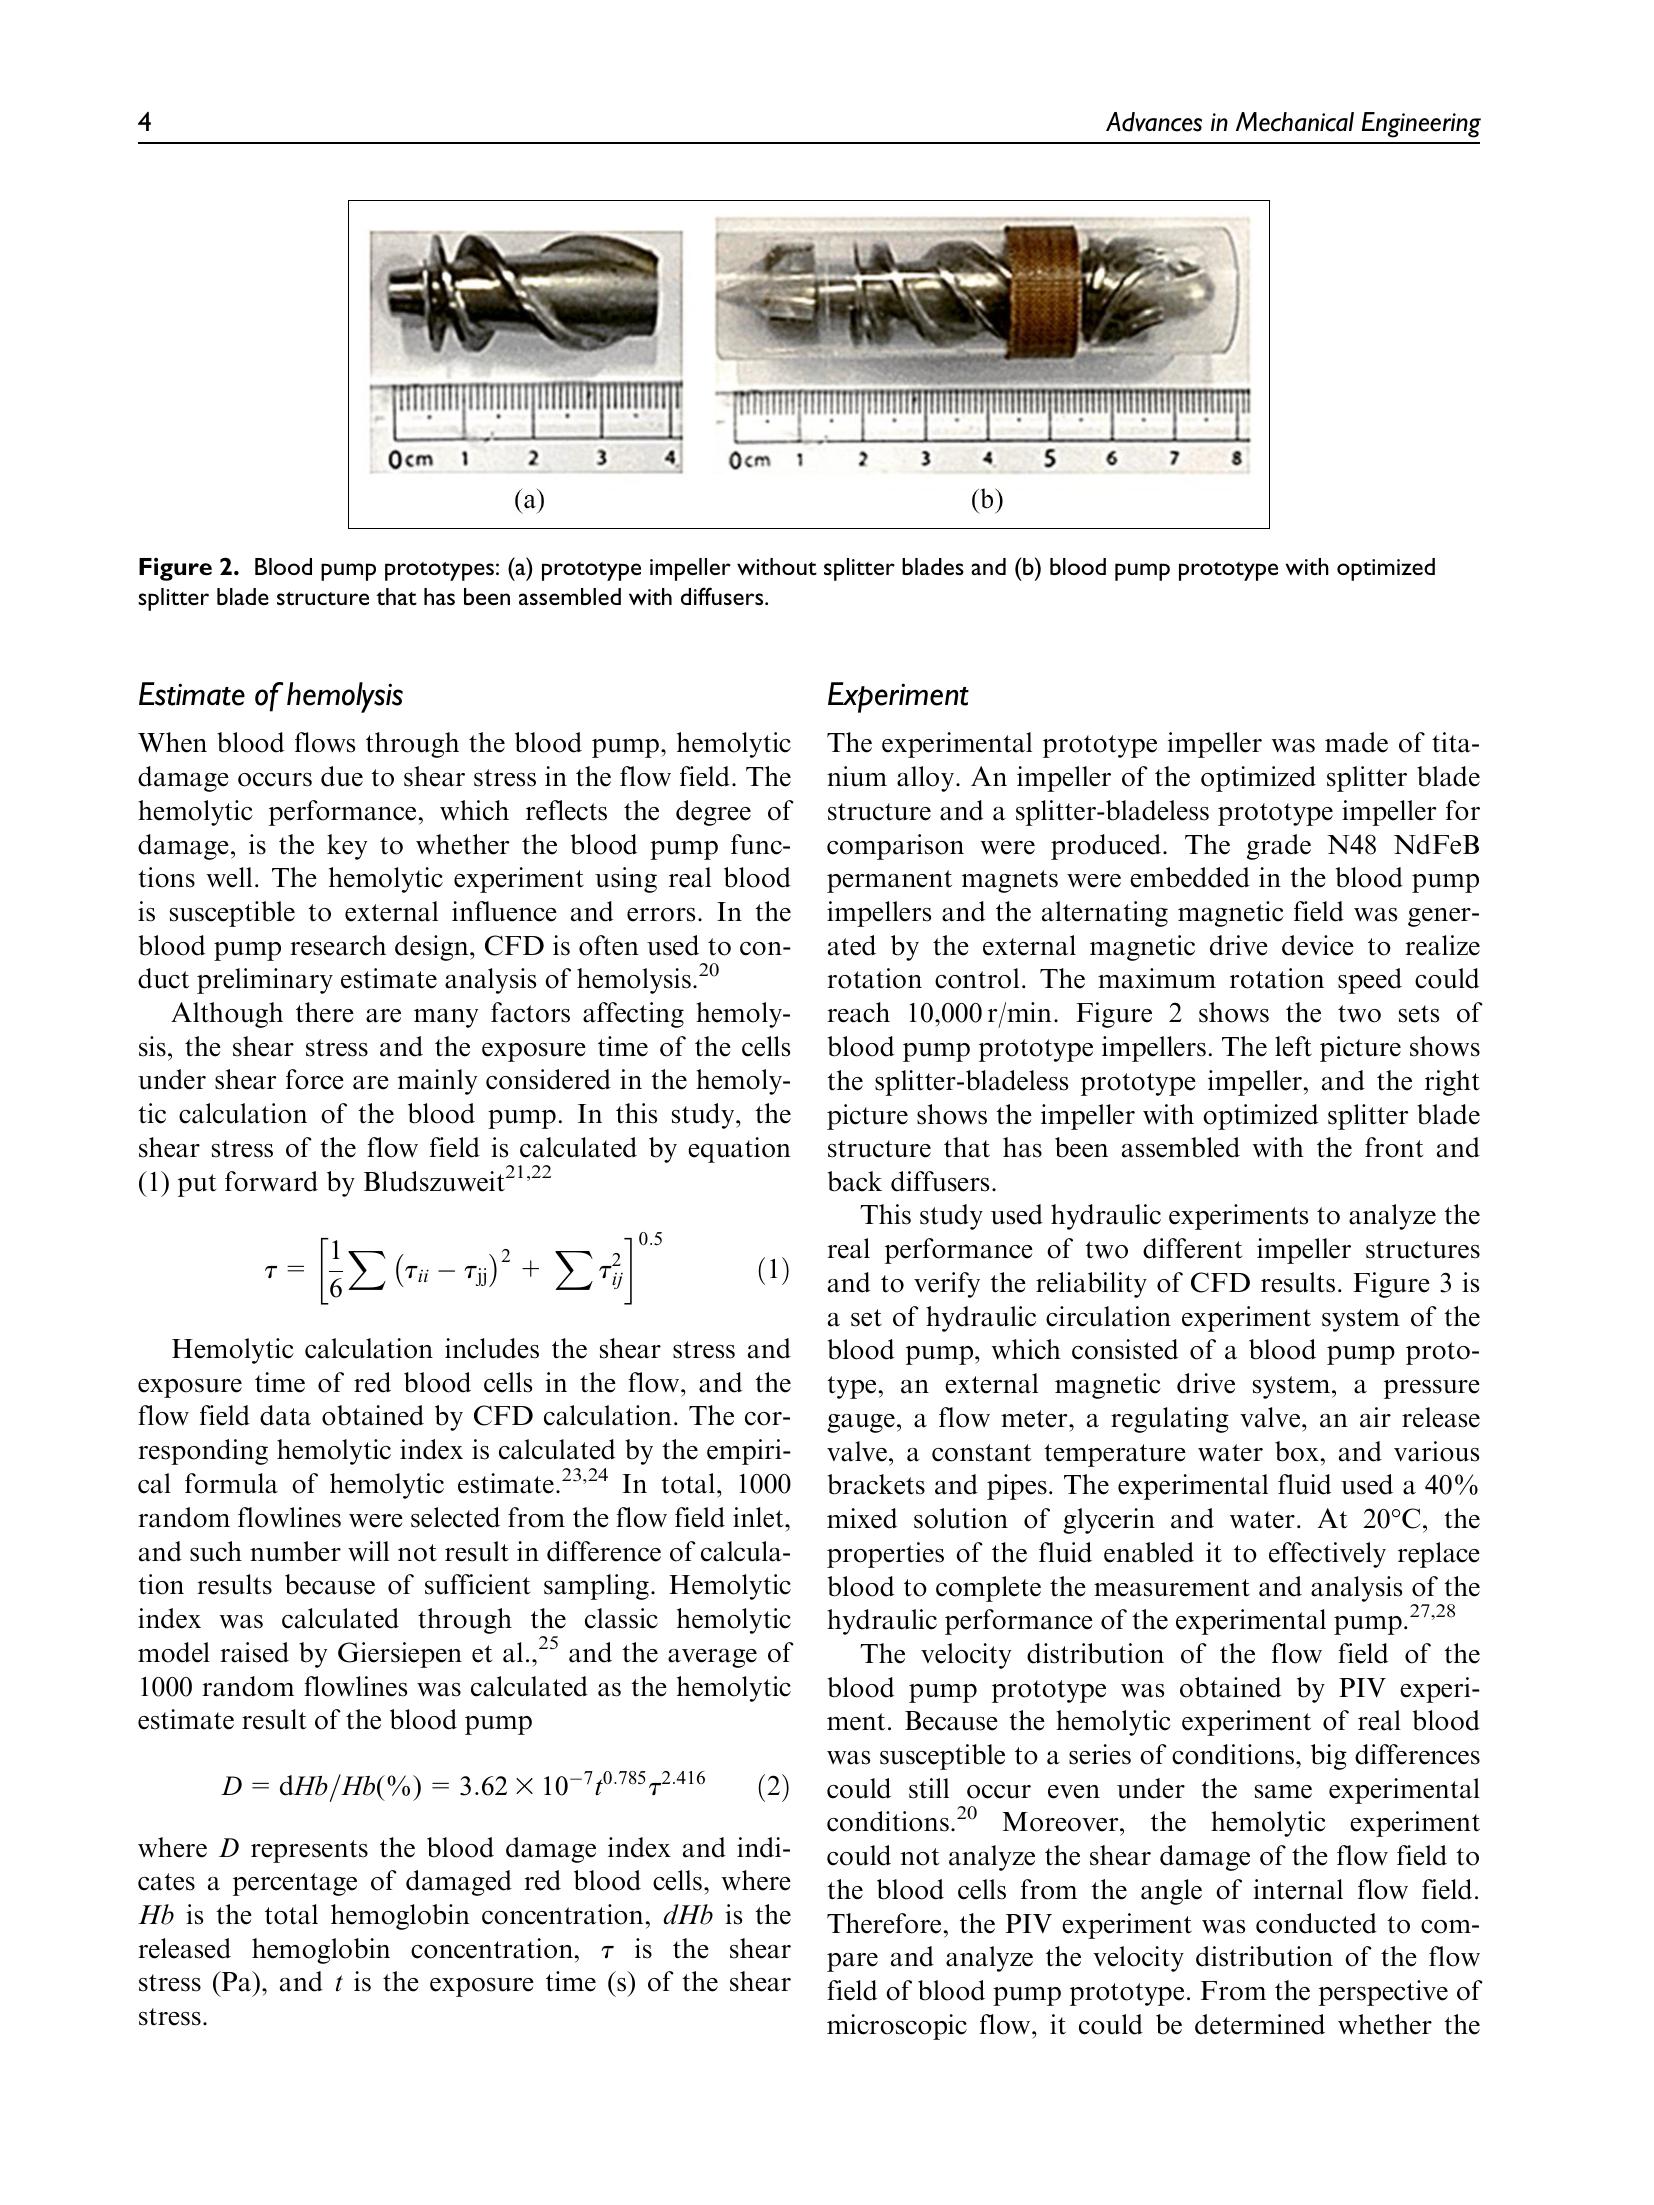 4
Advances in Mechanical Engineering
0cm 1 2 3 4
0cm 1 2 3 4 5 6 7 8
(a)
(b)
Figure 2. Blood pump prototypes: (a) prototype impeller without splitter blades and (b) blood pump prototype with optimized
splitter blade structure that has been assembled with diffusers.
Estimate of hemolysis
When blood flows through the blood pump, hemolytic
damage occurs due to shear stress in the flow field. The
hemolytic performance, which reflects the degree of
damage, is the key to whether the blood pump func-
tions well. The hemolytic experiment using real blood
is susceptible to external influence and errors. In the
blood pump research design, CFD is often used to con-
duct preliminary estimate analysis of hemolysis.20
Although there are many factors affecting hemoly-
sis, the shear stress and the exposure time of the cells
under shear force are mainly considered in the hemoly-
tic calculation of the blood pump. In this study, the
shear stress of the flow field is calculated by equation
(1) put forward by Bludszuweit21,22
τ = [1/6 ∑ (τii − τjj)^2 + ∑ τij^2]^0.5 (1)
Hemolytic calculation includes the shear stress and
exposure time of red blood cells in the flow, and the
flow field data obtained by CFD calculation. The cor-
responding hemolytic index is calculated by the empiri-
cal formula of hemolytic estimate.23,24 In total, 1000
random flowlines were selected from the flow field inlet,
and such number will not result in difference of calcula-
tion results because of sufficient sampling. Hemolytic
index was calculated through the classic hemolytic
model raised by Giersiepen et al.,25 and the average of
1000 random flowlines was calculated as the hemolytic
estimate result of the blood pump
D = dHb/Hb(%) = 3.62 × 10^−7 t^0.785 τ^2.416 (2)
where D represents the blood damage index and indi-
cates a percentage of damaged red blood cells, where
Hb is the total hemoglobin concentration, dHb is the
released hemoglobin concentration, τ is the shear
stress (Pa), and t is the exposure time (s) of the shear
stress.
Experiment
The experimental prototype impeller was made of tita-
nium alloy. An impeller of the optimized splitter blade
structure and a splitter-bladeless prototype impeller for
comparison were produced. The grade N48 NdFeB
permanent magnets were embedded in the blood pump
impellers and the alternating magnetic field was gener-
ated by the external magnetic drive device to realize
rotation control. The maximum rotation speed could
reach 10,000 r/min. Figure 2 shows the two sets of
blood pump prototype impellers. The left picture shows
the splitter-bladeless prototype impeller, and the right
picture shows the impeller with optimized splitter blade
structure that has been assembled with the front and
back diffusers.
This study used hydraulic experiments to analyze the
real performance of two different impeller structures
and to verify the reliability of CFD results. Figure 3 is
a set of hydraulic circulation experiment system of the
blood pump, which consisted of a blood pump proto-
type, an external magnetic drive system, a pressure
gauge, a flow meter, a regulating valve, an air release
valve, a constant temperature water box, and various
brackets and pipes. The experimental fluid used a 40%
mixed solution of glycerin and water. At 20°C, the
properties of the fluid enabled it to effectively replace
blood to complete the measurement and analysis of the
hydraulic performance of the experimental pump.27,28
The velocity distribution of the flow field of the
blood pump prototype was obtained by PIV experi-
ment. Because the hemolytic experiment of real blood
was susceptible to a series of conditions, big differences
could still occur even under the same experimental
conditions.20 Moreover, the hemolytic experiment
could not analyze the shear damage of the flow field to
the blood cells from the angle of internal flow field.
Therefore, the PIV experiment was conducted to com-
pare and analyze the velocity distribution of the flow
field of blood pump prototype. From the perspective of
microscopic flow, it could be determined whether the